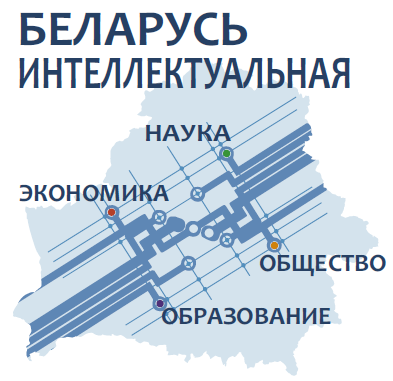 БЕЛАРУСЬ
ИНТЕЛЛЕКТУАЛЬНАЯ
НАУКА
ЭКОНОМИКА
ОБЩЕСТВО
ОБРАЗОВАНИЕ